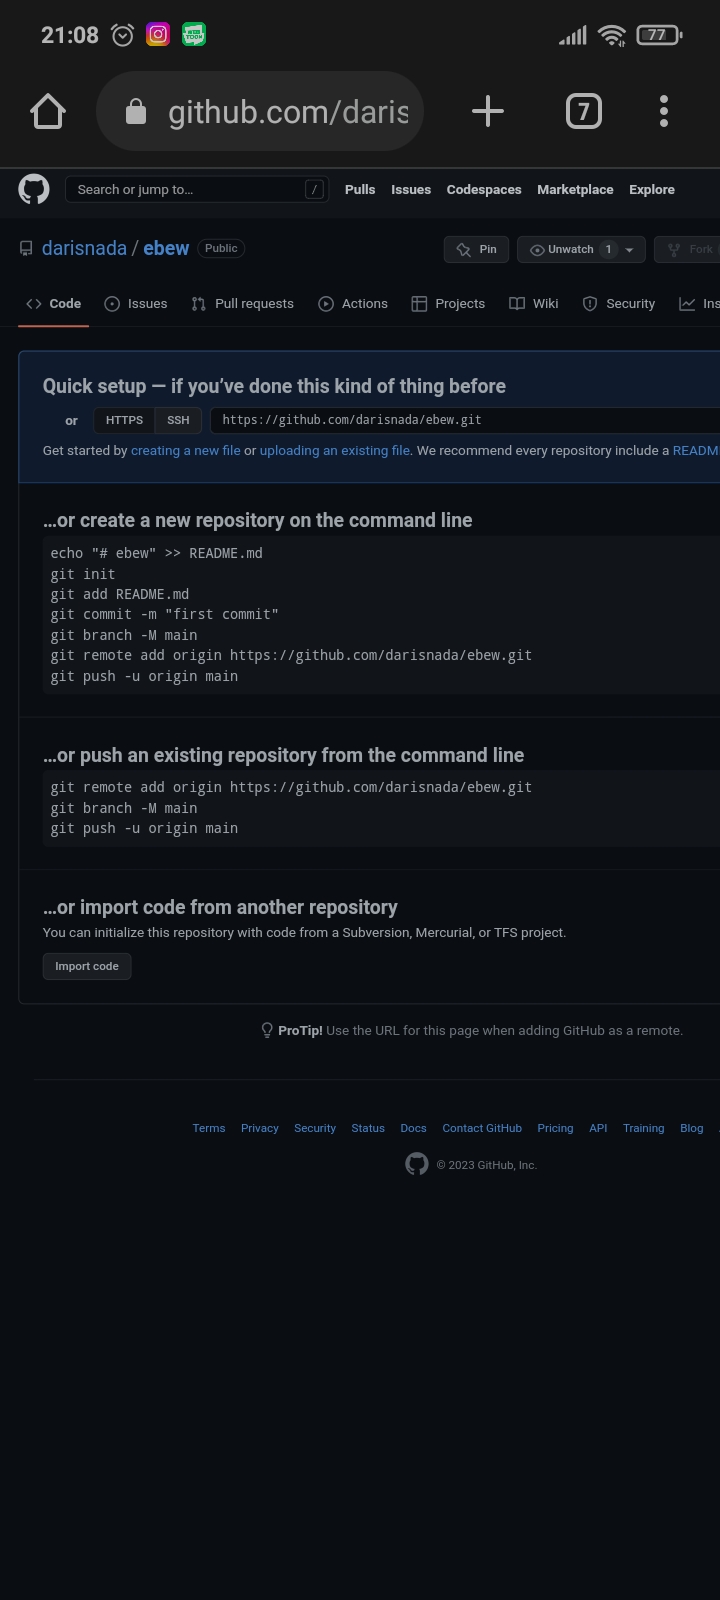 21:08
WEB TOON
77
github.com/daris
7
Search or jump to… / Pulls Issues Codespaces Marketplace Explore
darisnada / ebew Public Pin Unwatch 1 Fork
Code Issues Pull requests Actions Projects Wiki Security Ins
Quick setup — if you’ve done this kind of thing before
or HTTPS SSH https://github.com/darisnada/ebew.git
Get started by creating a new file or uploading an existing file. We recommend every repository include a READM
…or create a new repository on the command line
echo "# ebew" >> README.md
git init
git add README.md
git commit -m "first commit"
git branch -M main
git remote add origin https://github.com/darisnada/ebew.git
git push -u origin main
…or push an existing repository from the command line
git remote add origin https://github.com/darisnada/ebew.git
git branch -M main
git push -u origin main
…or import code from another repository
You can initialize this repository with code from a Subversion, Mercurial, or TFS project.
Import code
ProTip! Use the URL for this page when adding GitHub as a remote.
Terms Privacy Security Status Docs Contact GitHub Pricing API Training Blog
© 2023 GitHub, Inc.